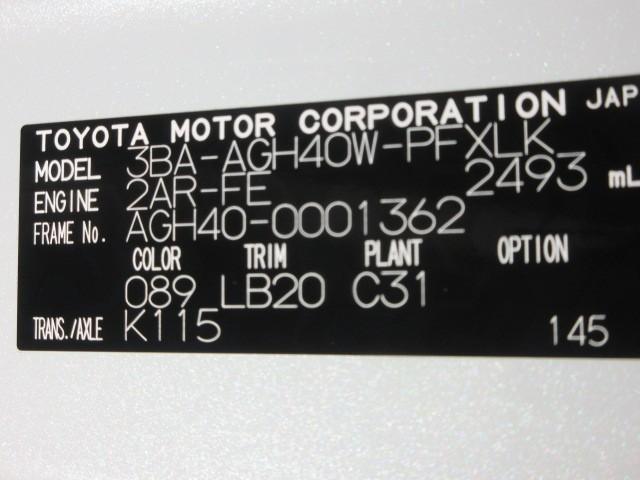 TOYOTA MOTOR CORPORATION JAP
MODEL 3BA-AGH40W-PFXLK
ENGINE 2AR-FE 2493 mL
FRAME No. AGH40-0001362
COLOR TRIM PLANT OPTION
089 LB20 C31
TRANS./AXLE K115 145